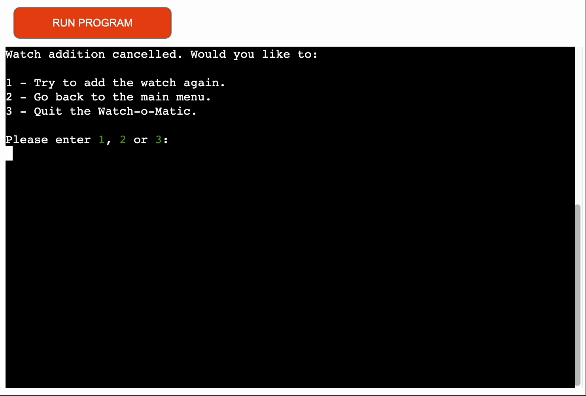 RUN PROGRAM
Watch addition cancelled. Would you like to:
1 - Try to add the watch again.
2 - Go back to the main menu.
3 - Quit the Watch-o-Matic.
Please enter 1, 2 or 3: